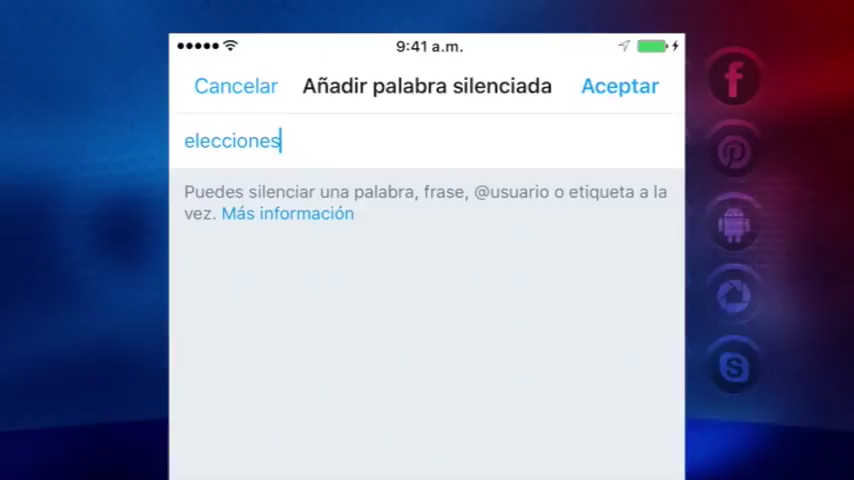 9:41 a.m.
Cancelar Añadir palabra silenciada Aceptar
elecciones
Puedes silenciar una palabra, frase, @usuario o etiqueta a la
vez. Más información